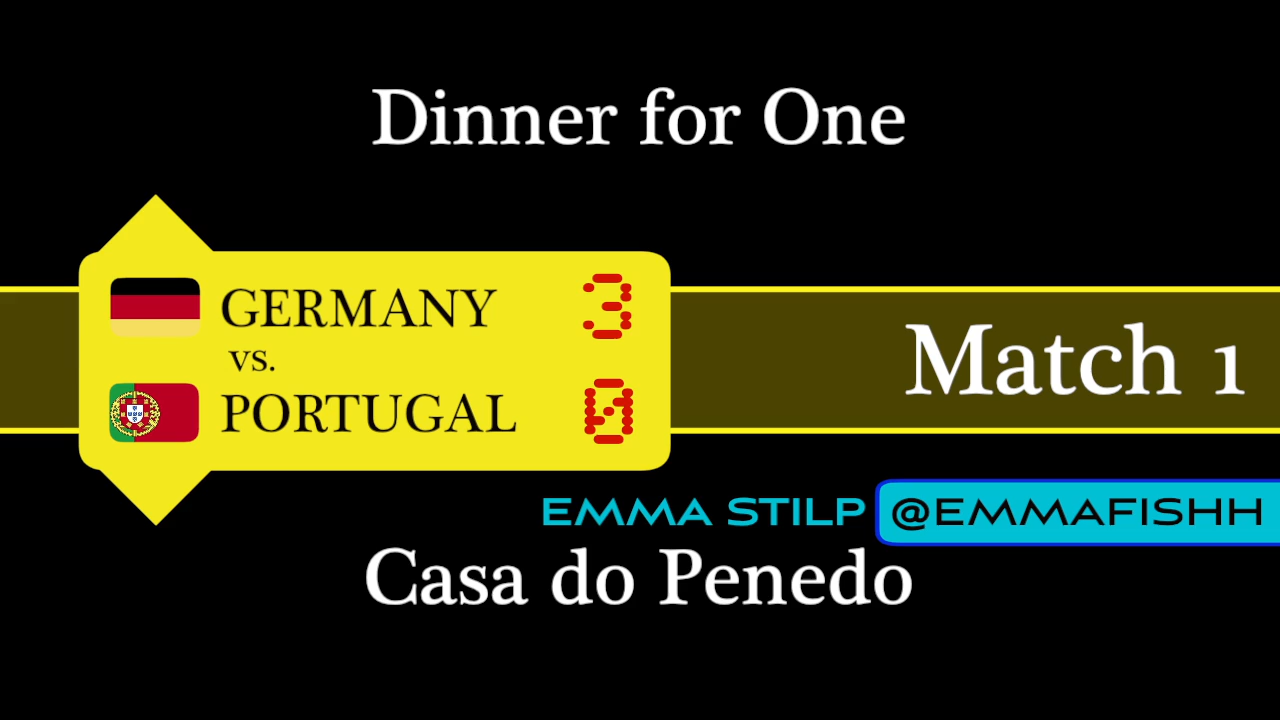 Dinner for One
GERMANY 3
vs.
PORTUGAL 0
Match 1
EMMA STILP @EMMAFISHH
Casa do Penedo